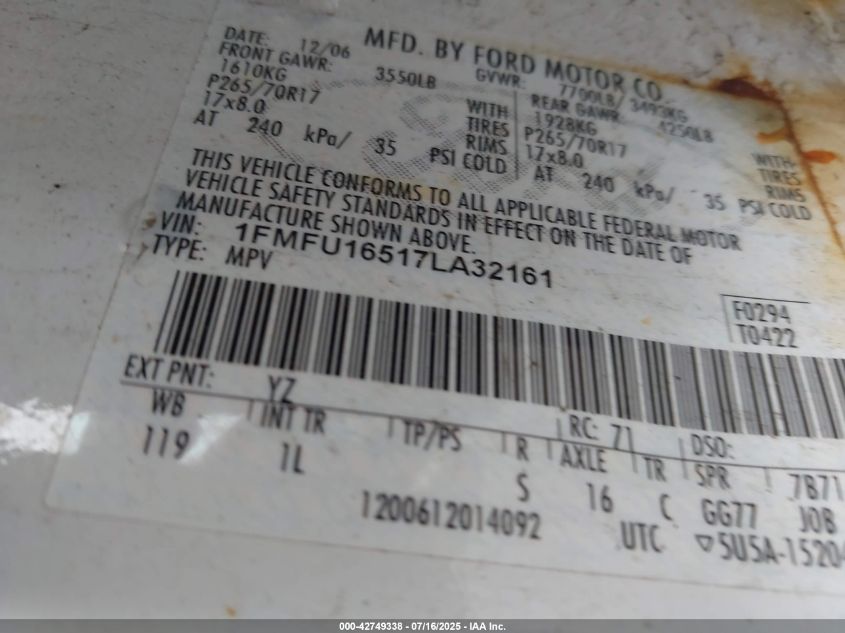 DATE: 12/06 MFD. BY FORD MOTOR CO.
FRONT GAWR: 3550LB GVWR: 7700LB/ 3493KG
1610KG REAR GAWR: 4250LB
P265/70R17 WITH 1928KG WITH
17x8.0 TIRES P265/70R17 TIRES
AT 240 kPa/ 35 RIMS 17x8.0 RIMS
PSI COLD AT 240 kPa/ 35 PSI COLD
THIS VEHICLE CONFORMS TO ALL APPLICABLE FEDERAL MOTOR
VEHICLE SAFETY STANDARDS IN EFFECT ON THE DATE OF
MANUFACTURE SHOWN ABOVE.
VIN: 1FMFU16517LA32161
TYPE: MPV
F0294
T0422
EXT PNT: YZ RC: 71 DSO:
WB INT TR TP/PS R AXLE TR SPR 7B71
119 1L S 16 C GG77 JOB
1200612014092 UTC ▽5U5A-1520
000-42749338 - 07/16/2025 - IAA Inc.